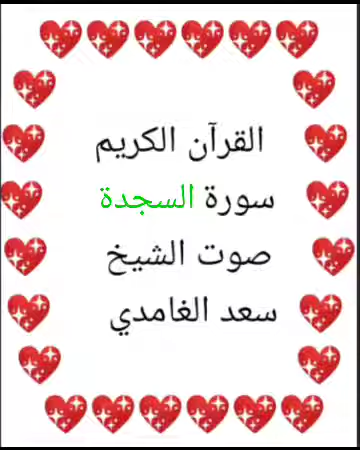 القرآن الكريم
سورة السجدة
صوت الشيخ
سعد الغامدي